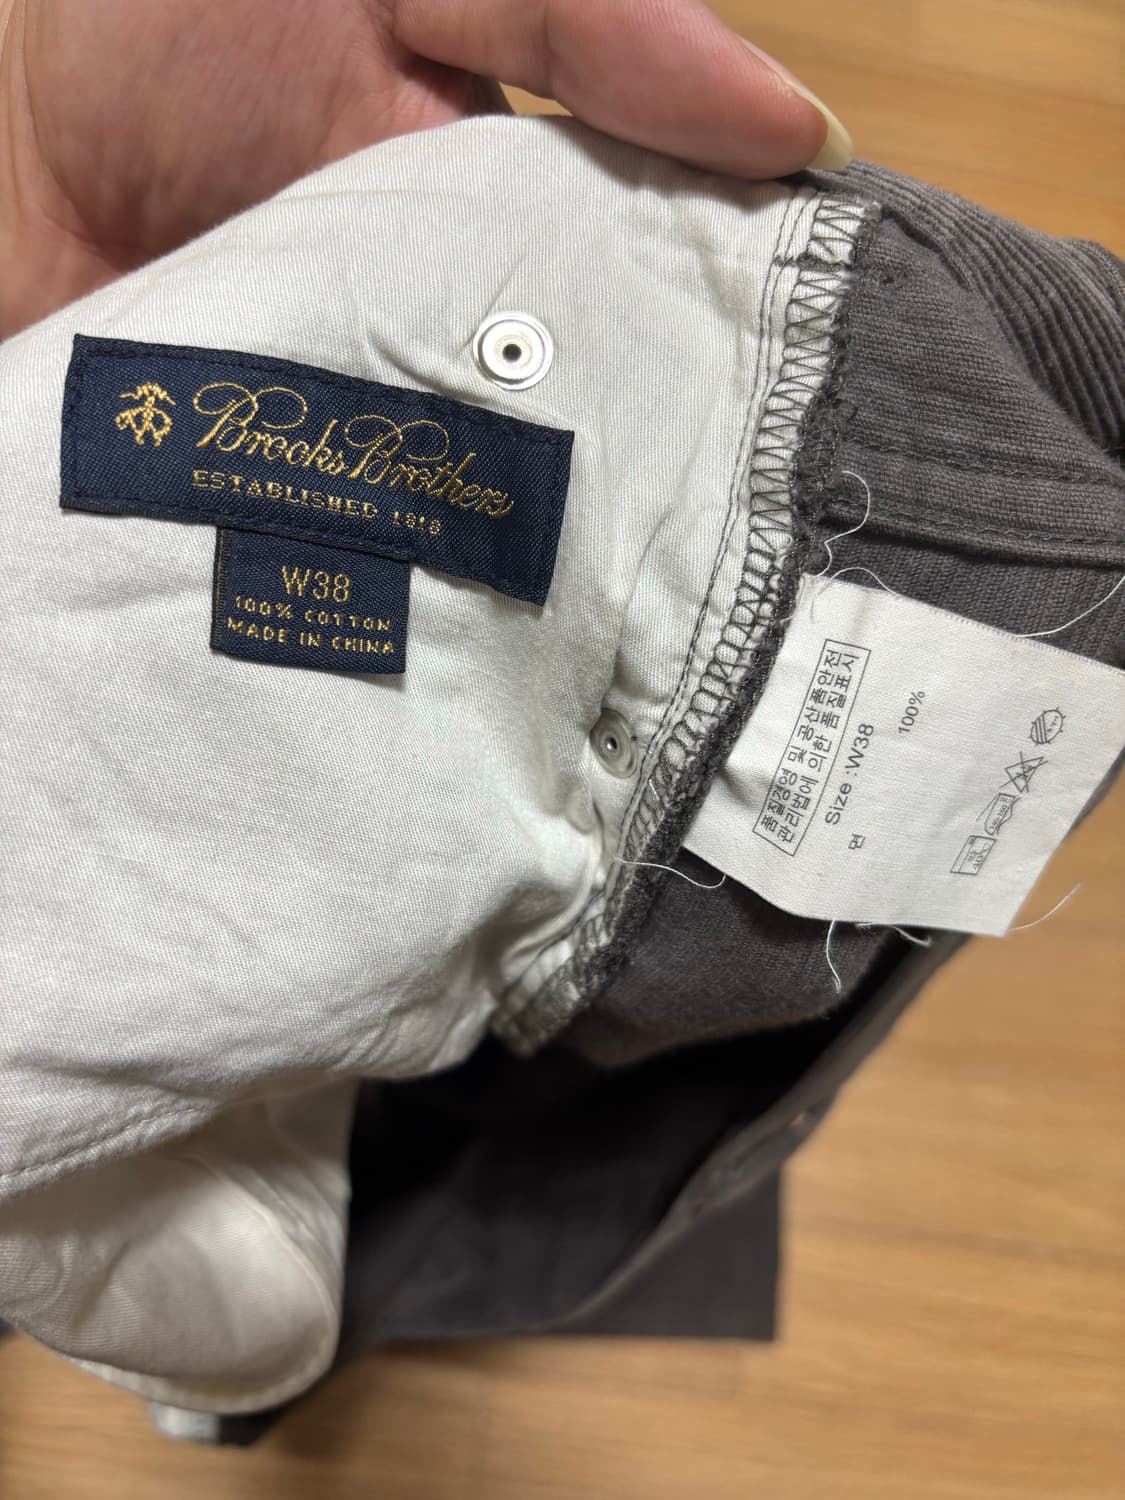 Brooks Brothers
ESTABLISHED 1818
W38
100% COTTON
MADE IN CHINA
품질경영 및 공산품안전
관리법에 의한 품질표시
Size :W38
면 100%